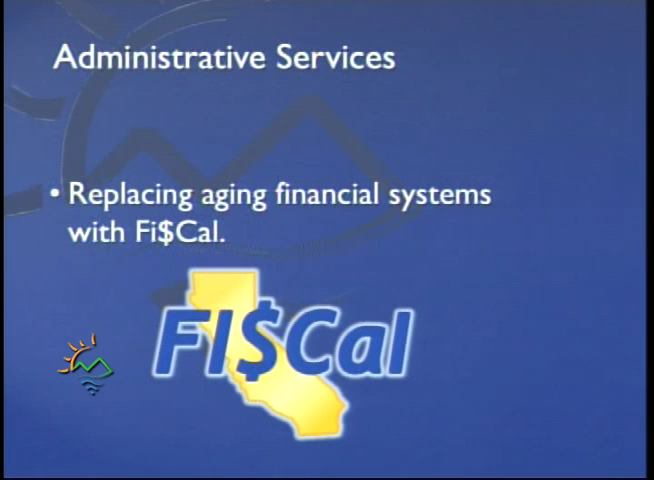 Administrative Services
• Replacing aging financial systems
with Fi$Cal.
FI$Cal